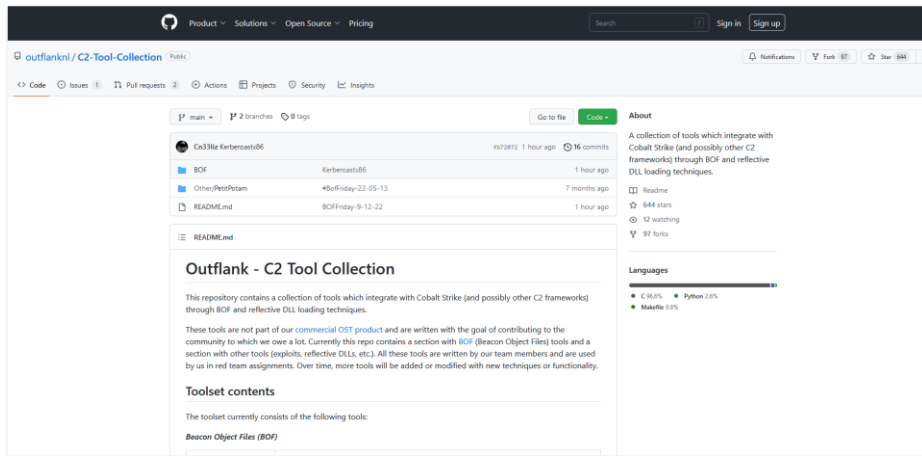 Product Solutions Open Source Pricing
Search /
Sign in Sign up
outflanknl / C2-Tool-Collection Public
Notifications Fork 97 Star 644
Code Issues 1 Pull requests 2 Actions Projects Security Insights
main 2 branches 0 tags
Go to file Code
Cn33liz Kerberoastx86 fb72872 1 hour ago 16 commits
BOF Kerberoastx86 1 hour ago
Other/PetitPotam #BofFriday-22-05-13 7 months ago
README.md BOFFriday-9-12-22 1 hour ago
README.md
Outflank - C2 Tool Collection
This repository contains a collection of tools which integrate with Cobalt Strike (and possibly other C2 frameworks)
through BOF and reflective DLL loading techniques.
These tools are not part of our commercial OST product and are written with the goal of contributing to the
community to which we owe a lot. Currently this repo contains a section with BOF (Beacon Object Files) tools and a
section with other tools (exploits, reflective DLLs, etc.). All these tools are written by our team members and are used
by us in red team assignments. Over time, more tools will be added or modified with new techniques or functionality.
Toolset contents
The toolset currently consists of the following tools:
Beacon Object Files (BOF)
About
A collection of tools which integrate with
Cobalt Strike (and possibly other C2
frameworks) through BOF and reflective
DLL loading techniques.
Readme
644 stars
12 watching
97 forks
Languages
C 96.6% Python 2.6%
Makefile 0.8%